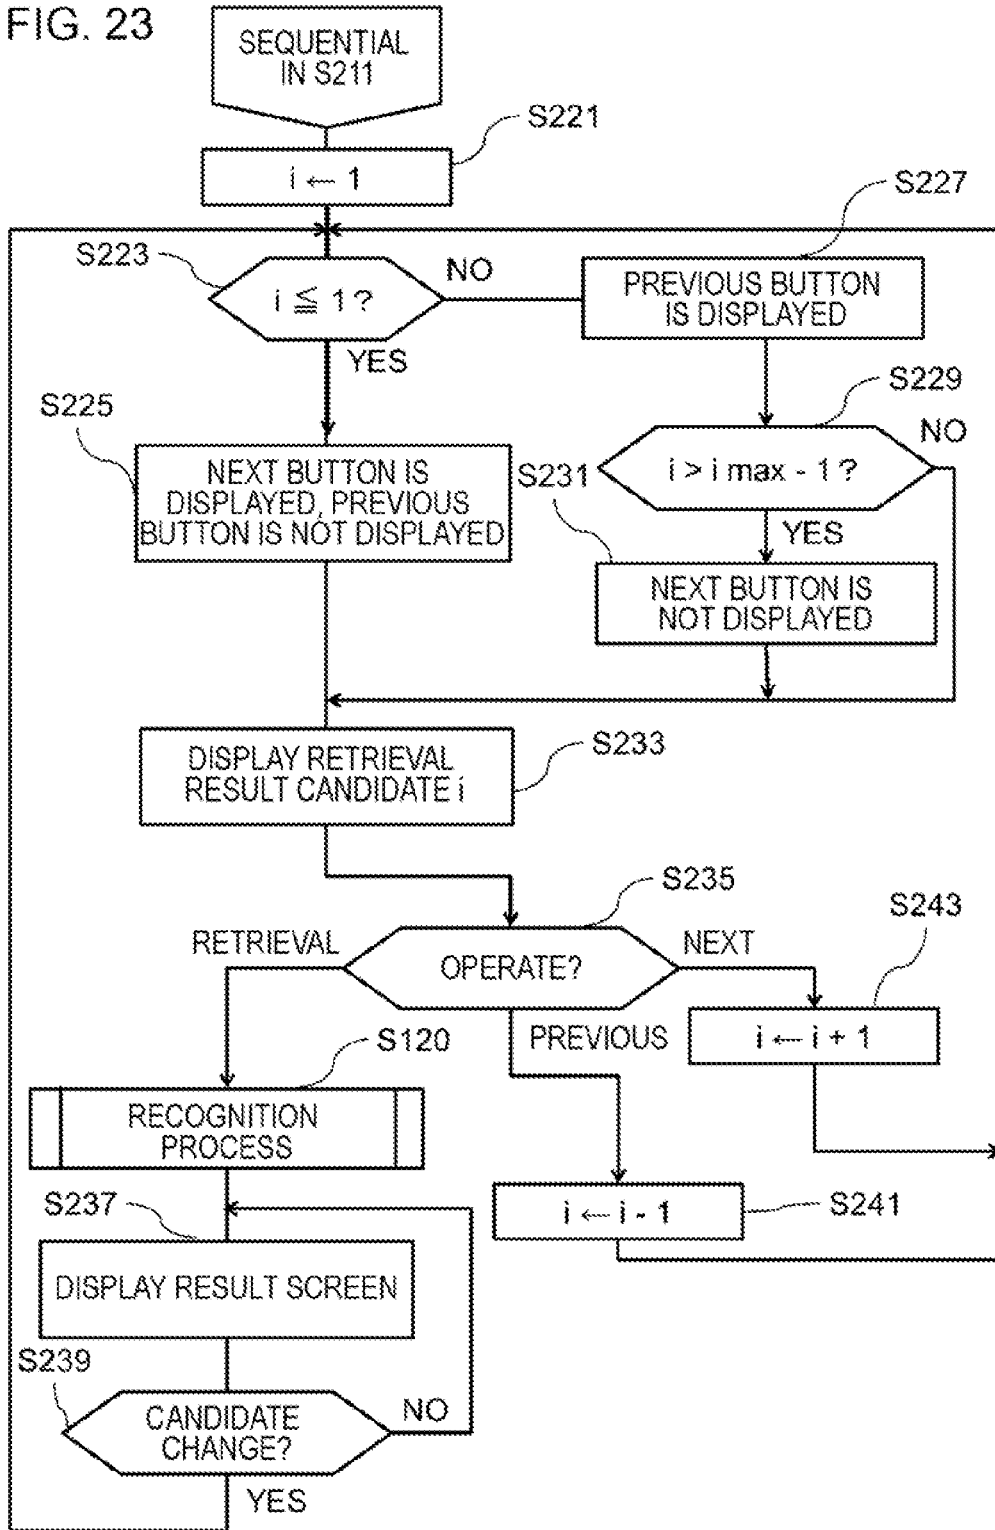 FIG. 23
SEQUENTIAL
IN S211
S221
i ← 1
S227
S223
i ≦ 1 ?
NO
PREVIOUS BUTTON
IS DISPLAYED
YES
S225
S229
NEXT BUTTON IS
DISPLAYED, PREVIOUS
BUTTON IS NOT DISPLAYED
S231
i > i max - 1 ?
NO
YES
NEXT BUTTON IS
NOT DISPLAYED
S233
DISPLAY RETRIEVAL
RESULT CANDIDATE i
S235
S243
RETRIEVAL
OPERATE?
NEXT
S120
PREVIOUS
i ← i + 1
RECOGNITION
PROCESS
S237
i ← i - 1
S241
DISPLAY RESULT SCREEN
S239
CANDIDATE
CHANGE?
NO
YES